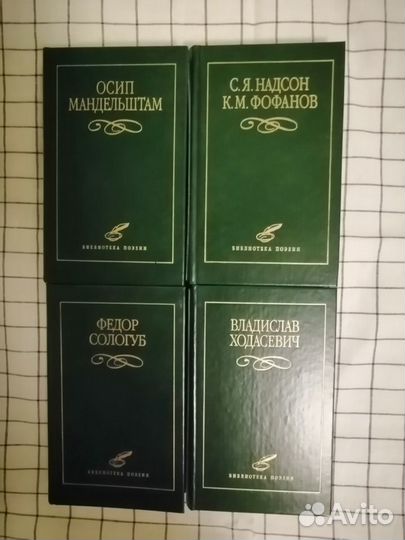 ОСИП
МАНДЕЛЬШТАМ
БИБЛИОТЕКА ПОЭЗИИ
С.Я. НАДСОН
К.М. ФОФАНОВ
БИБЛИОТЕКА ПОЭЗИИ
ФЕДОР
СОЛОГУБ
БИБЛИОТЕКА ПОЭЗИИ
ВЛАДИСЛАВ
ХОДАСЕВИЧ
БИБЛИОТЕКА ПОЭЗИИ
Avito